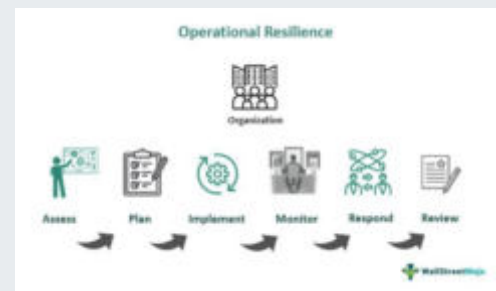 Operational Resilience
Organization
Assess Plan Implement Monitor Respond Review
WallStreetMojo